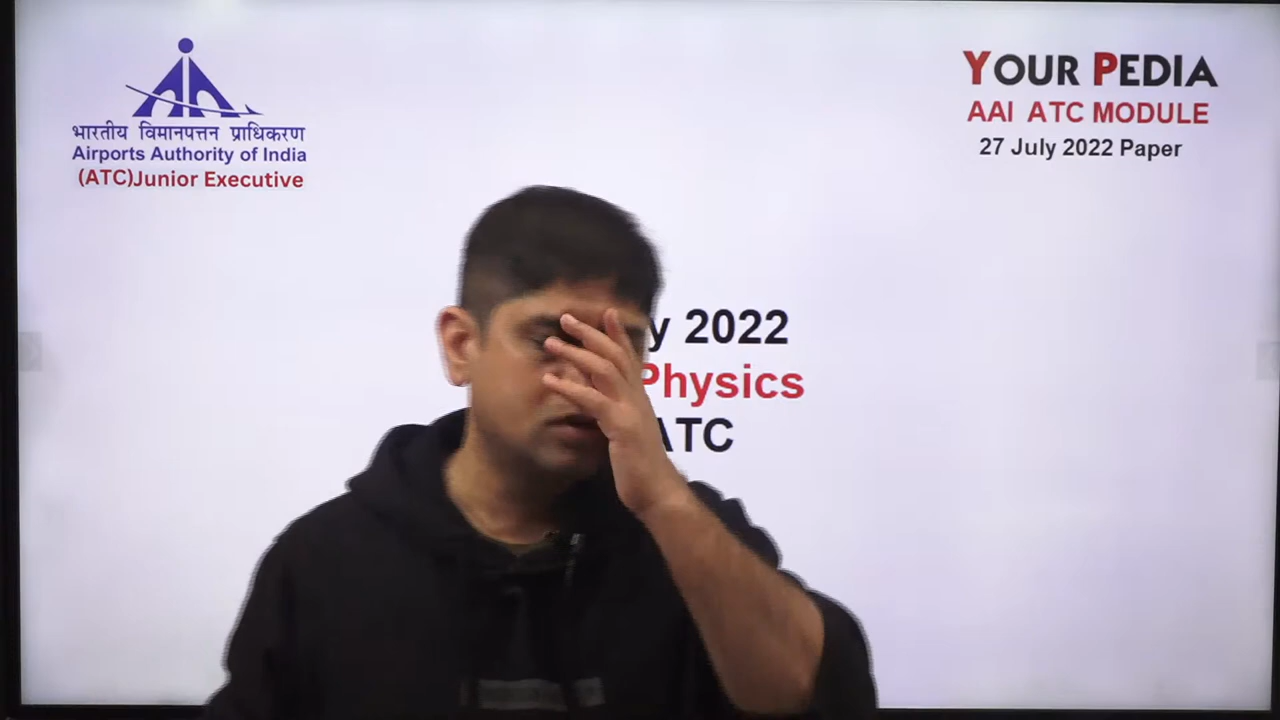 भारतीय विमानपत्तन प्राधिकरण
Airports Authority of India
(ATC)Junior Executive
YOUR PEDIA
AAI ATC MODULE
27 July 2022 Paper
y 2022
Physics
ATC